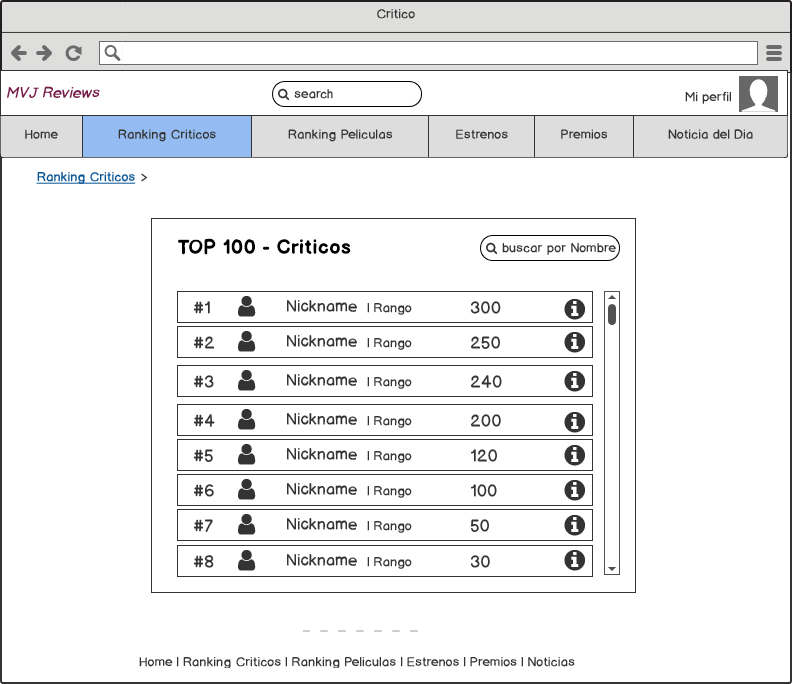 Critico
MVJ Reviews
search
Mi perfil
Home Ranking Criticos Ranking Peliculas Estrenos Premios Noticia del Dia
Ranking Criticos >
TOP 100 - Criticos
buscar por Nombre
#1 Nickname | Rango 300
#2 Nickname | Rango 250
#3 Nickname | Rango 240
#4 Nickname | Rango 200
#5 Nickname | Rango 120
#6 Nickname | Rango 100
#7 Nickname | Rango 50
#8 Nickname | Rango 30
Home | Ranking Criticos | Ranking Peliculas | Estrenos | Premios | Noticias